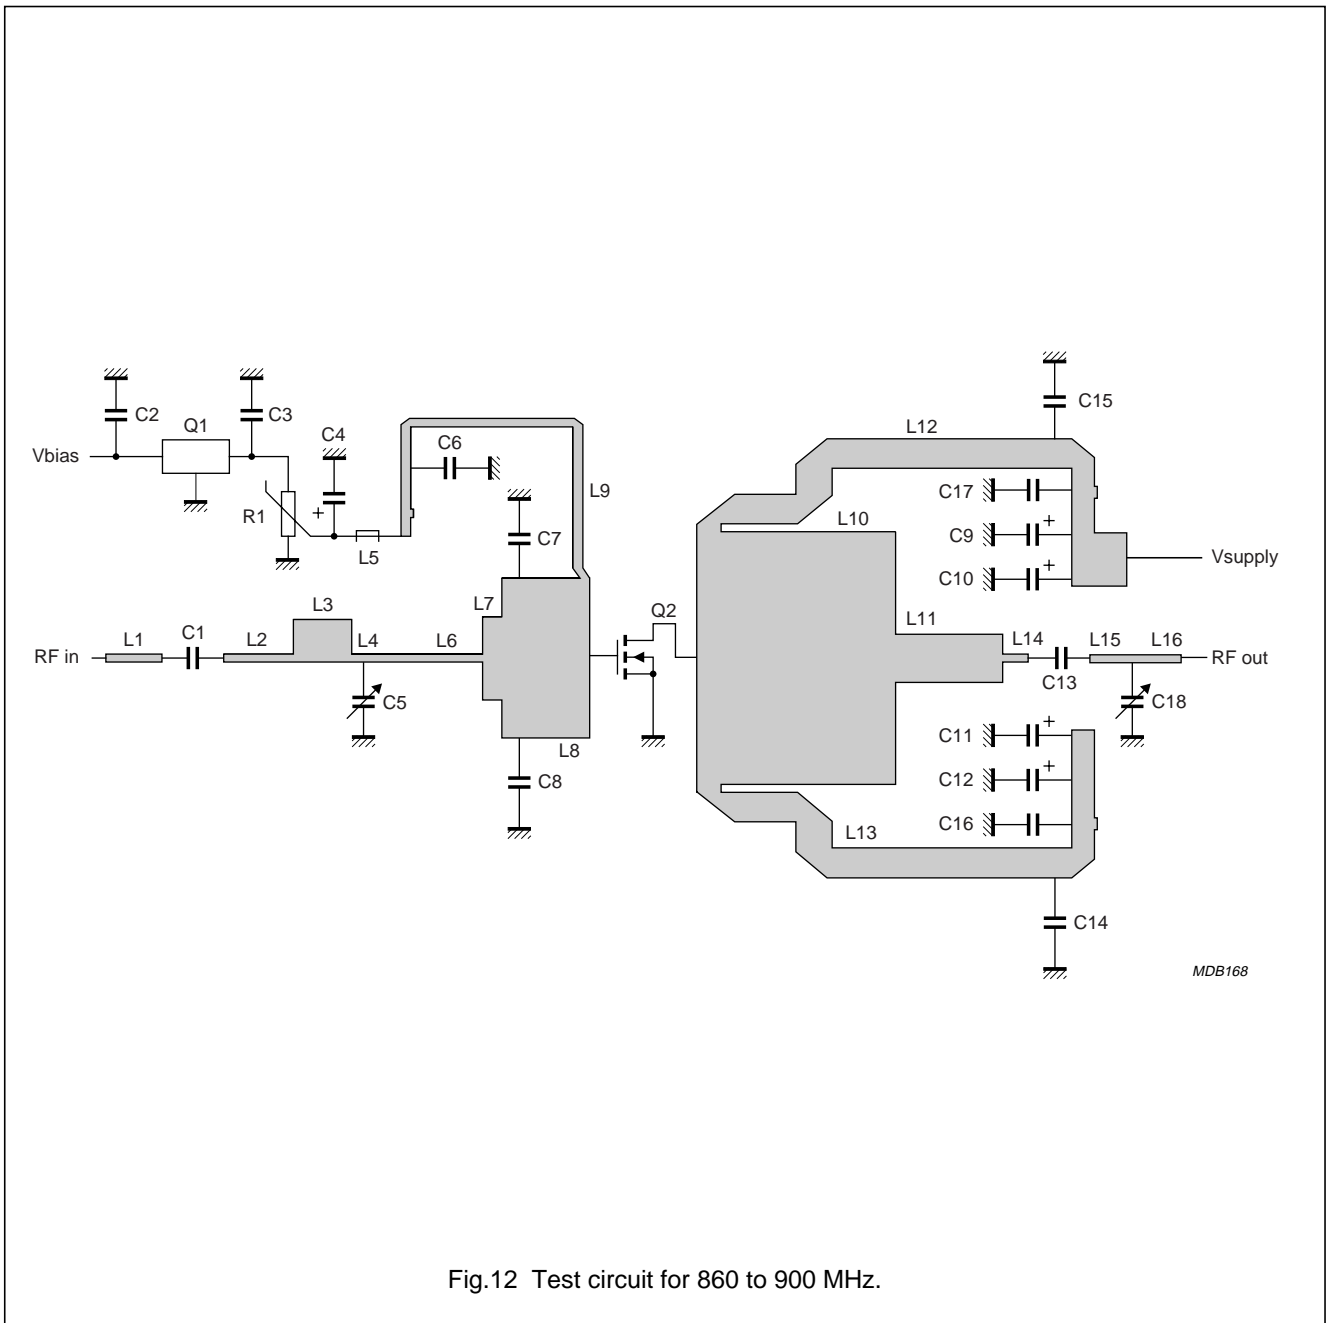 C15
L12
C2
Q1
C3
C4
C6
Vbias
C17
L9
R1
L10
C9
L5
C7
Vsupply
C10
L3
L7
Q2
L11
L1
C1
L2
L4
L6
L14
L15
L16
RF in
RF out
C13
C5
C18
C11
L8
C12
C8
C16
L13
C14
MDB168
Fig.12 Test circuit for 860 to 900 MHz.
+
+
+
+
+